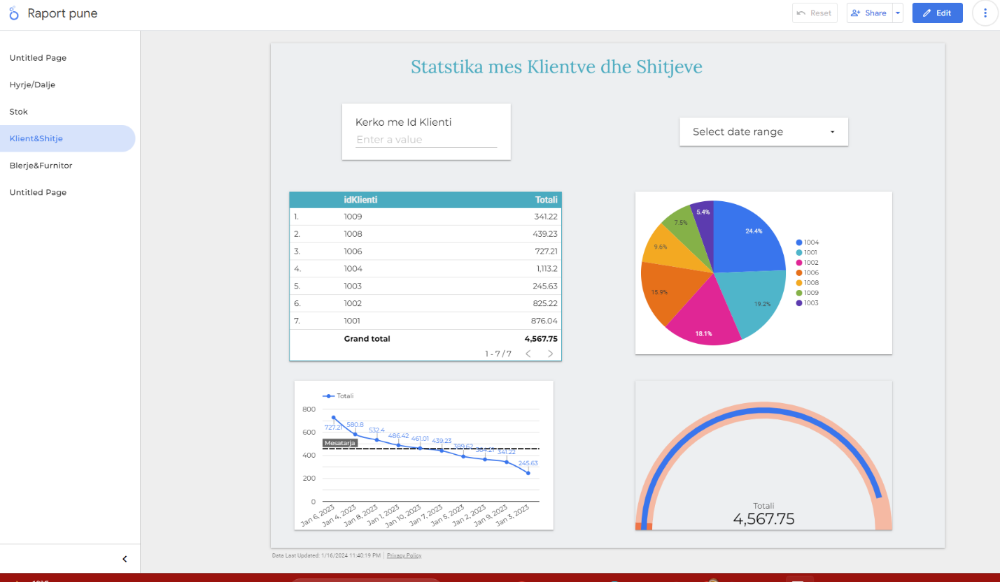 Raport pune
Reset
Share
Edit
Untitled Page
Hyrje/Dalje
Stok
Klient&Shitje
Blerje&Furnitor
Untitled Page
Statstika mes Klientve dhe Shitjeve
Kerko me Id Klienti
Enter a value
Select date range
idKlienti Totali
1. 1009 341.22
2. 1008 439.23
3. 1006 727.21
4. 1004 1,113.2
5. 1003 245.63
6. 1002 825.22
7. 1001 876.04
Grand total 4,567.75
1 - 7 / 7
24.4%
19.2%
18.1%
15.9%
9.6%
7.5%
5.4%
1004
1001
1002
1006
1008
1009
1003
Totali
800
600
400
200
0
727.21 580.8 532.4 486.42 461.01 439.23 389.62 364.21 341.22 245.63
Mesatarja
Jan 6, 2023 Jan 4, 2023 Jan 8, 2023 Jan 1, 2023 Jan 10, 2023 Jan 7, 2023 Jan 5, 2023 Jan 2, 2023 Jan 9, 2023 Jan 3, 2023
Totali
4,567.75
Data Last Updated: 1/16/2024 11:40:19 PM Privacy Policy